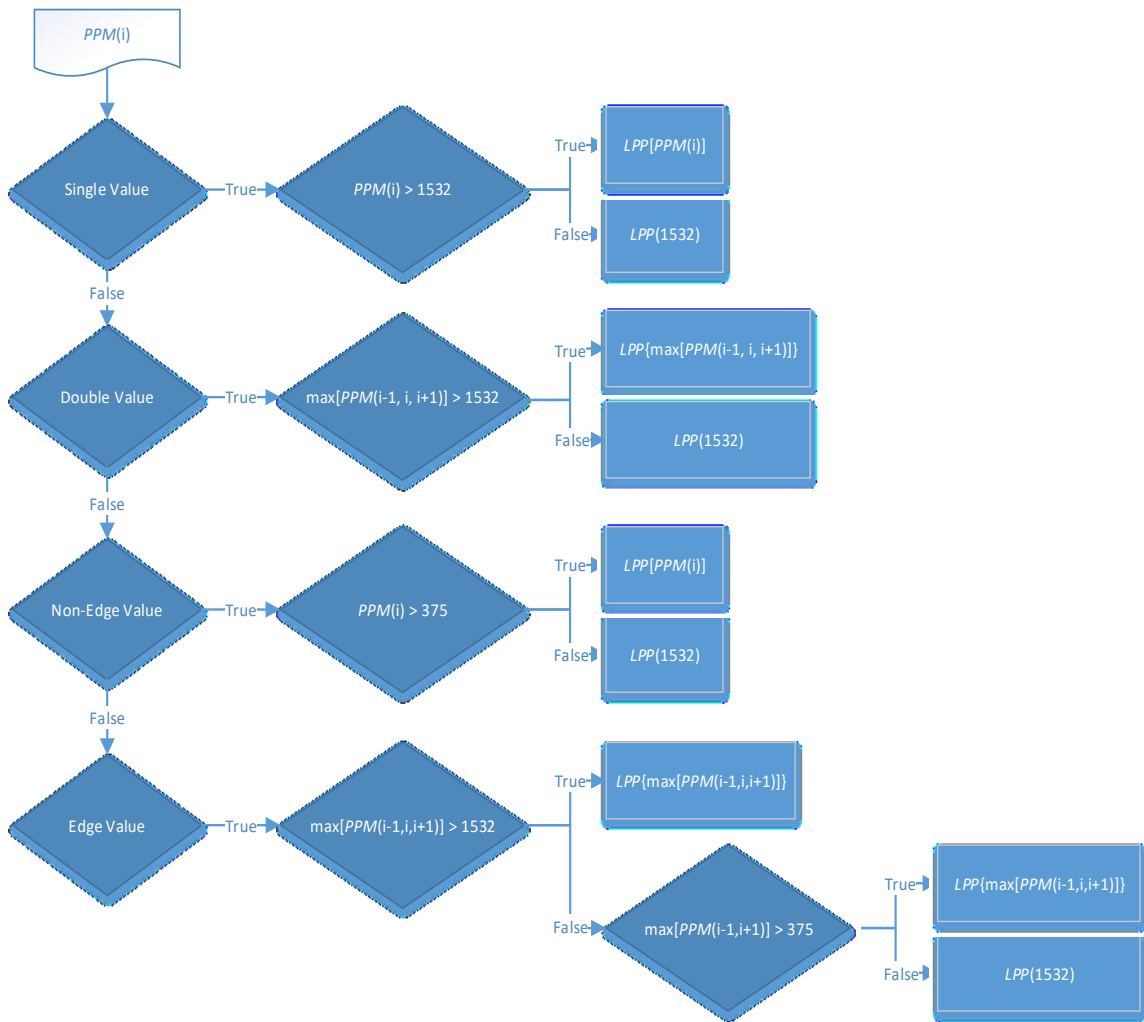 PPM(i)
Single Value
True
PPM(i) > 1532
True
LPP[PPM(i)]
False
LPP(1532)
False
Double Value
True
max[PPM(i-1, i, i+1)] > 1532
True
LPP{max[PPM(i-1, i, i+1)]}
False
LPP(1532)
False
Non-Edge Value
True
PPM(i) > 375
True
LPP[PPM(i)]
False
LPP(1532)
False
Edge Value
True
max[PPM(i-1,i,i+1)] > 1532
True
LPP{max[PPM(i-1,i,i+1)]}
False
max[PPM(i-1,i+1)] > 375
True
LPP{max[PPM(i-1,i,i+1)]}
False
LPP(1532)